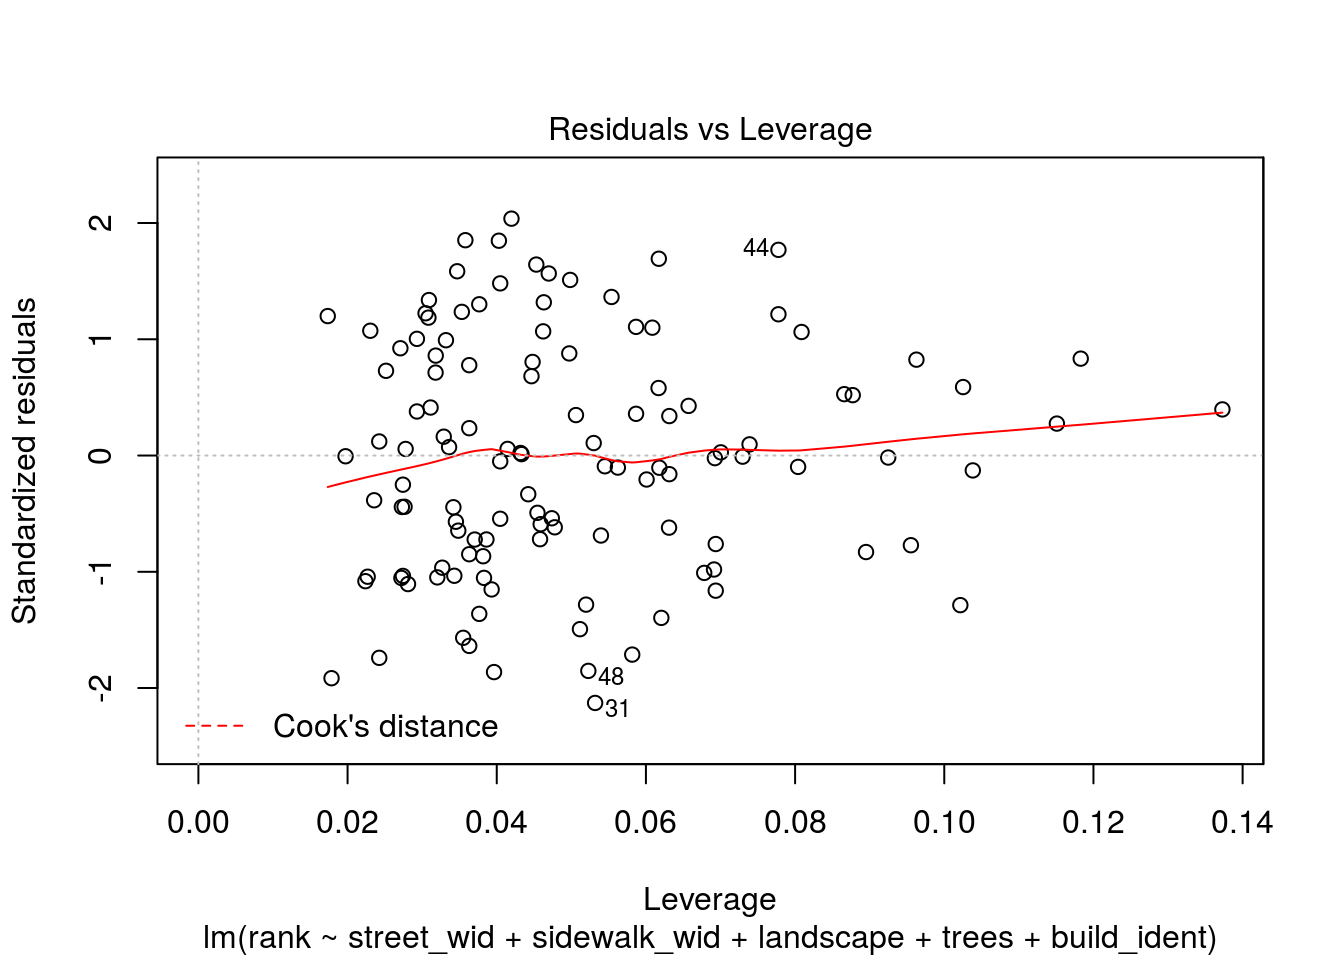 Residuals vs Leverage
Standardized residuals
2
1
0
-1
-2
44
48
31
Cook's distance
0.00 0.02 0.04 0.06 0.08 0.10 0.12 0.14
Leverage
lm(rank ~ street_wid + sidewalk_wid + landscape + trees + build_ident)